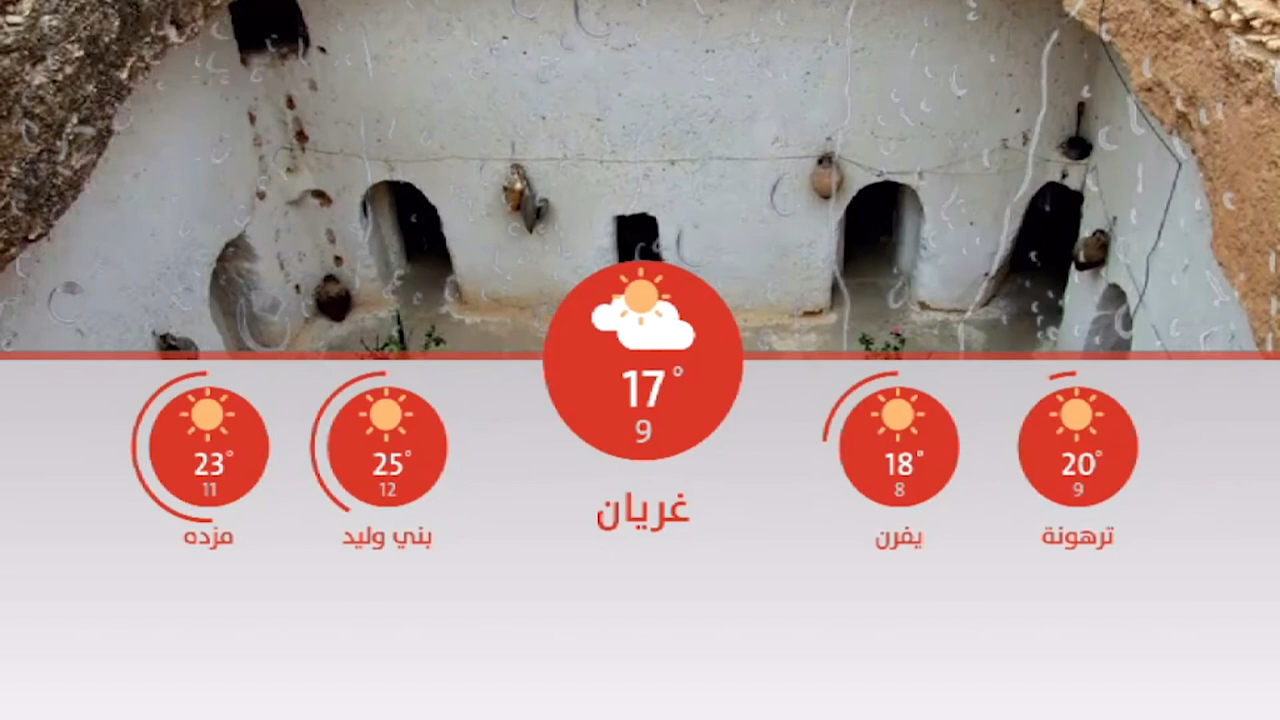 17°
9
غريان
20°
9
ترهونة
18°
8
يفرن
25°
12
بني وليد
23°
11
مزده